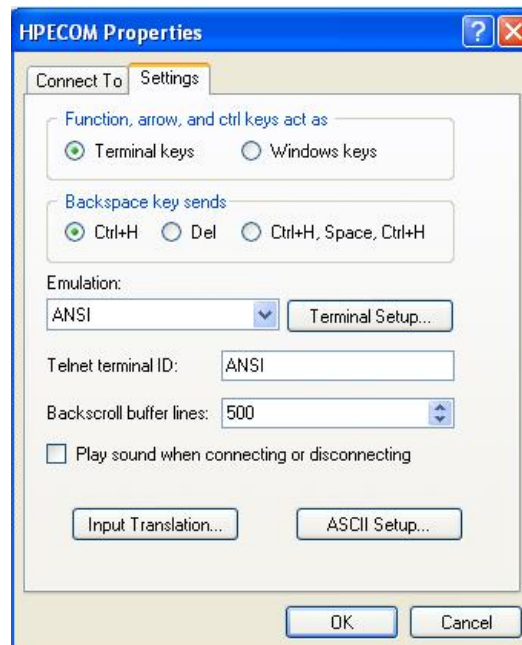 HPECOM Properties
Connect To Settings
Function, arrow, and ctrl keys act as
Terminal keys Windows keys
Backspace key sends
Ctrl+H Del Ctrl+H, Space, Ctrl+H
Emulation:
ANSI Terminal Setup...
Telnet terminal ID: ANSI
Backscroll buffer lines: 500
Play sound when connecting or disconnecting
Input Translation... ASCII Setup...
OK Cancel